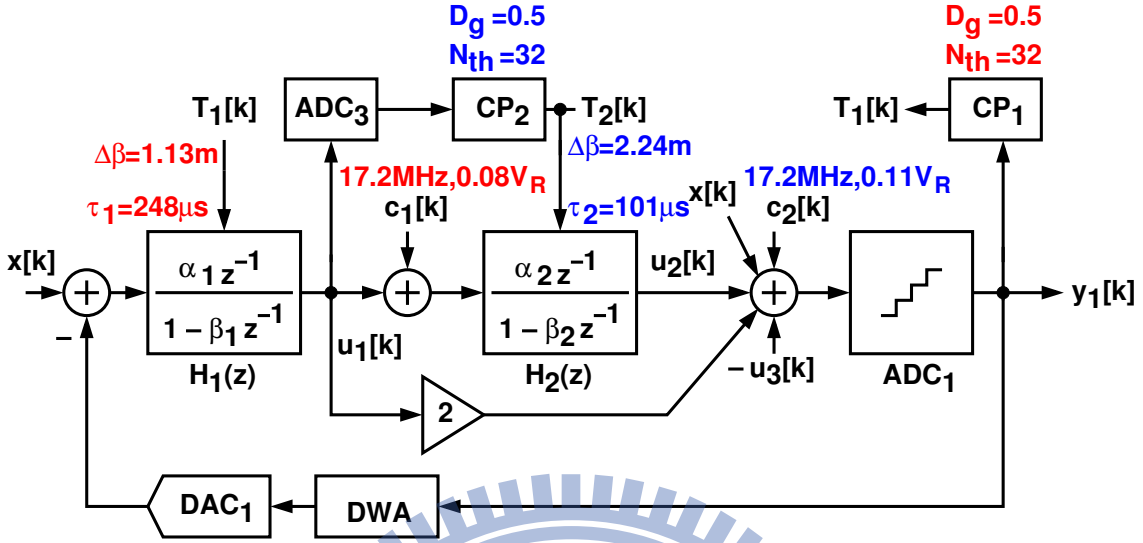 D_g =0.5
N_th =32
D_g =0.5
N_th =32
T_1[k]
ADC_3
CP_2
T_2[k]
T_1[k]
CP_1
Δβ=1.13m
Δβ=2.24m
17.2MHz,0.08V_R
17.2MHz,0.11V_R
τ_1=248μs
c_1[k]
τ_2=101μs
x[k]
c_2[k]
x[k]
+
−
α_1 z^−1
1 − β_1 z^−1
H_1(z)
u_1[k]
+
α_2 z^−1
1 − β_2 z^−1
H_2(z)
u_2[k]
+
− u_3[k]
ADC_1
y_1[k]
2
DAC_1
DWA